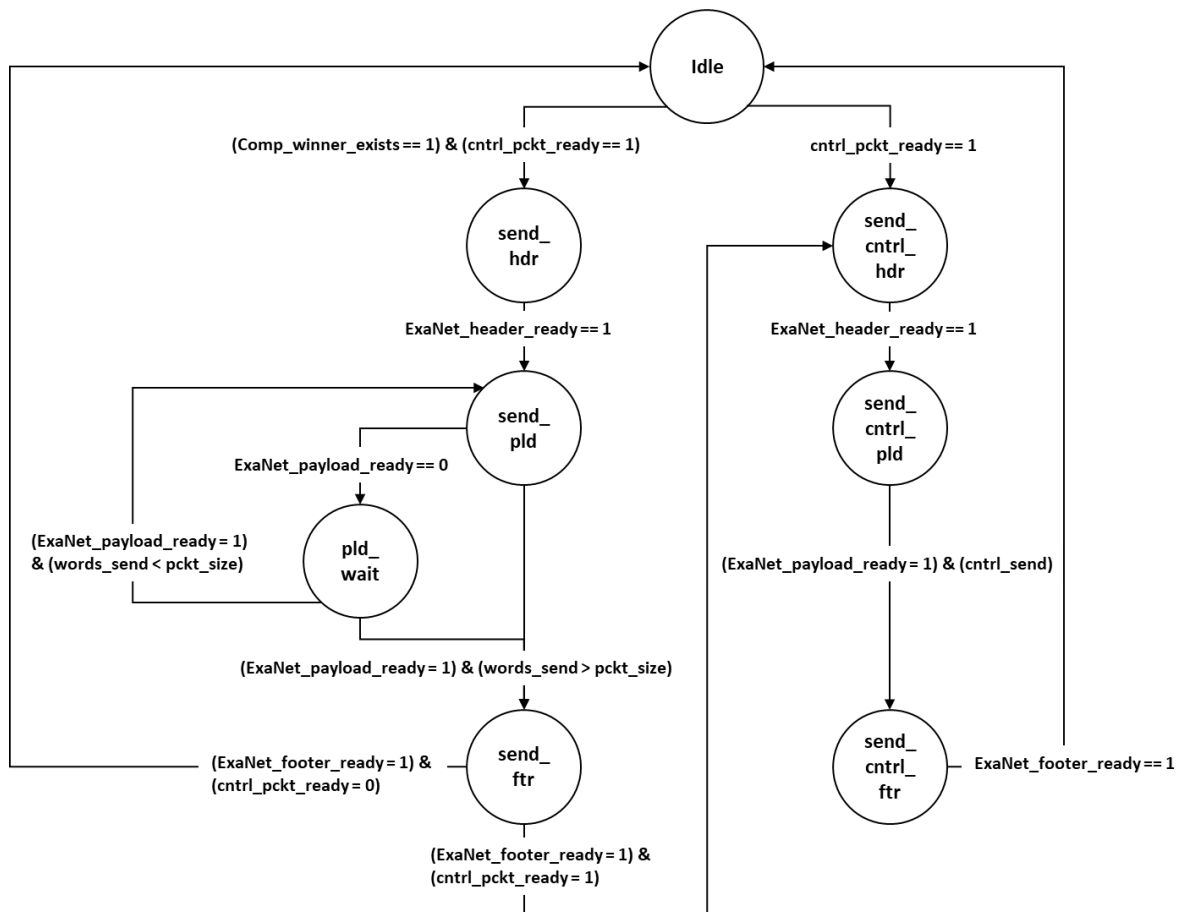 Idle
(Comp_winner_exists == 1) & (cntrl_pckt_ready == 1)
cntrl_pckt_ready == 1
send_
hdr
send_
cntrl_
hdr
ExaNet_header_ready == 1
ExaNet_header_ready == 1
send_
pld
send_
cntrl_
pld
ExaNet_payload_ready == 0
(ExaNet_payload_ready = 1)
& (words_send < pckt_size)
pld_
wait
(ExaNet_payload_ready = 1) & (cntrl_send)
(ExaNet_payload_ready = 1) & (words_send > pckt_size)
(ExaNet_footer_ready = 1) &
(cntrl_pckt_ready = 0)
send_
ftr
send_
cntrl_
ftr
ExaNet_footer_ready == 1
(ExaNet_footer_ready = 1) &
(cntrl_pckt_ready = 1)